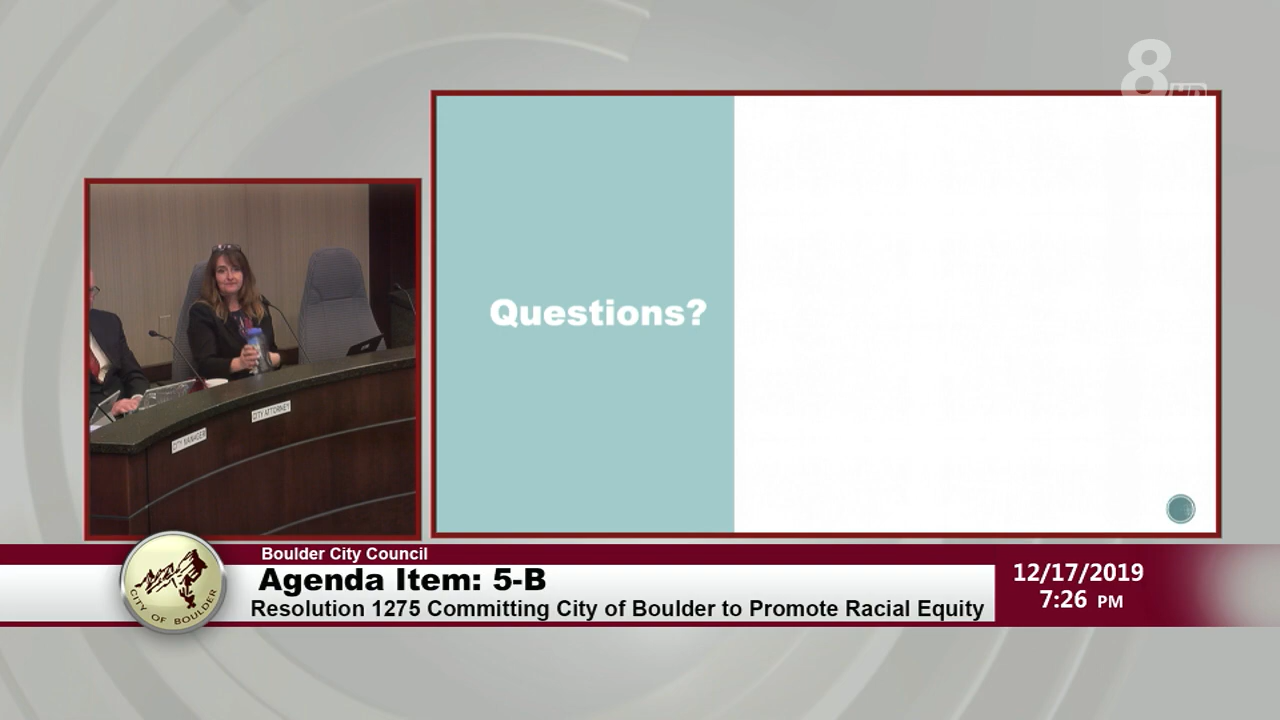 8HD
Questions?
CITY MANAGER
CITY ATTORNEY
Boulder City Council
Agenda Item: 5-B
Resolution 1275 Committing City of Boulder to Promote Racial Equity
12/17/2019
7:26 PM
CITY OF BOULDER